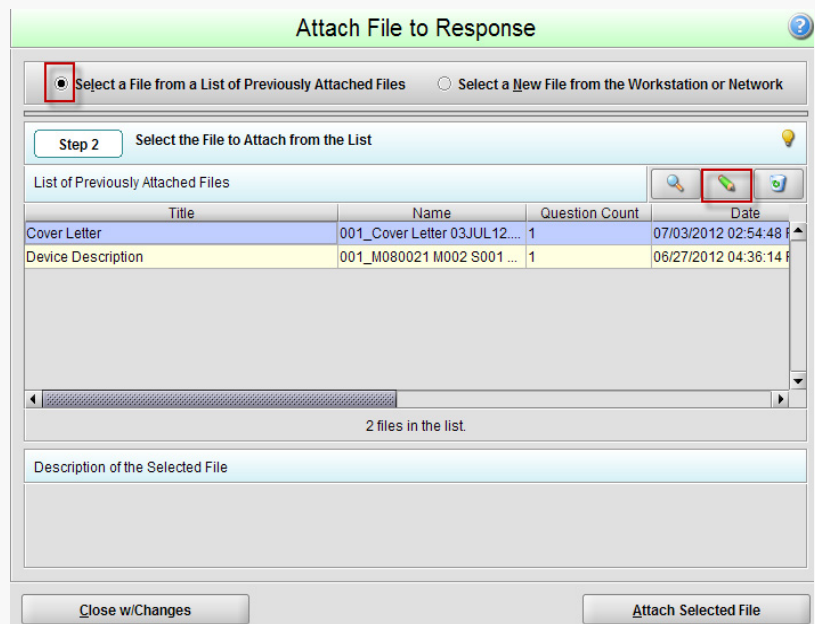 Attach File to Response
Select a File from a List of Previously Attached Files Select a New File from the Workstation or Network
Step 2 Select the File to Attach from the List
List of Previously Attached Files
Title Name Question Count Date
Cover Letter 001_Cover Letter 03JUL12.... 1 07/03/2012 02:54:48
Device Description 001_M080021 M002 S001 ... 1 06/27/2012 04:36:14
2 files in the list.
Description of the Selected File
Close w/Changes Attach Selected File